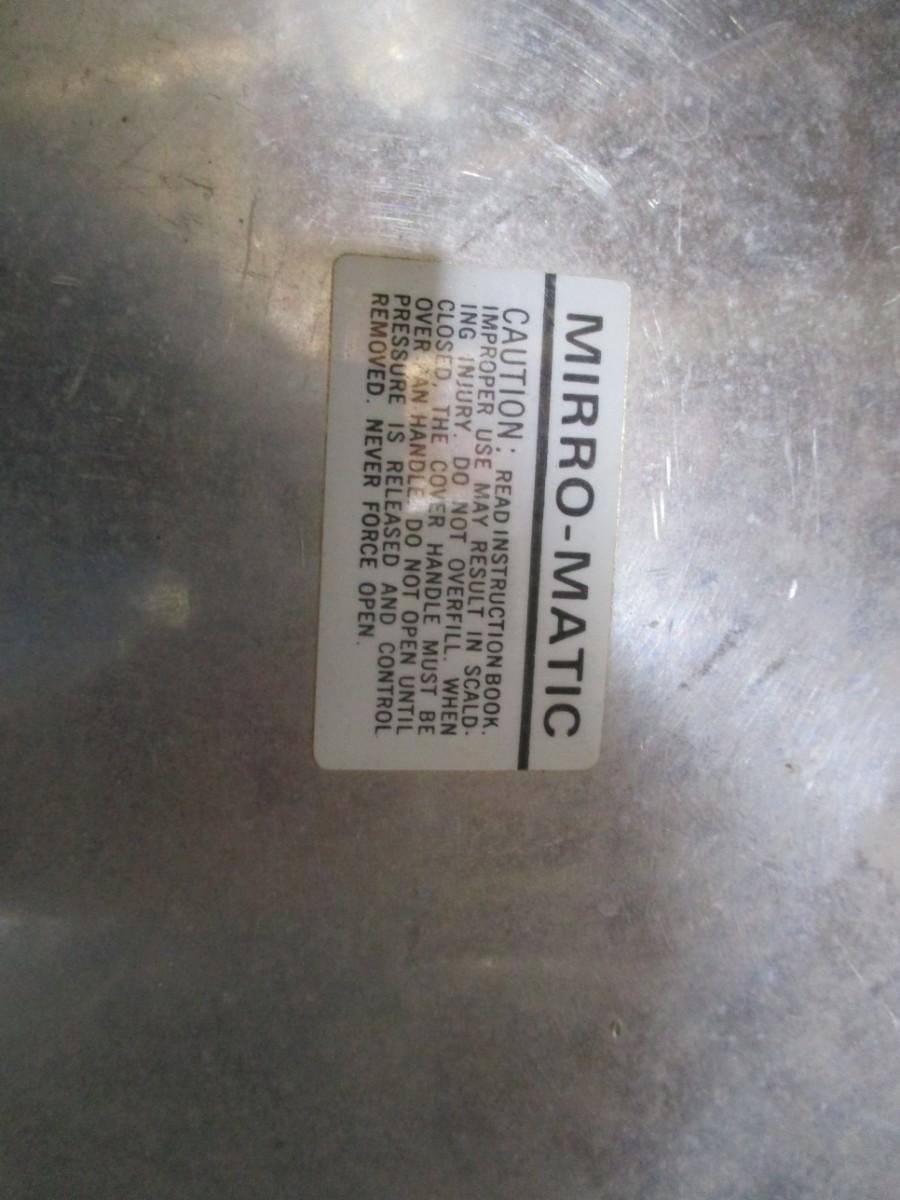 MIRRO-MATIC
CAUTION: READ INSTRUCTION BOOK.
IMPROPER USE MAY RESULT IN SCALD-
ING INJURY. DO NOT OVERFILL. WHEN
CLOSED, THE COVER HANDLE MUST BE
OVER PAN HANDLE. DO NOT OPEN UNTIL
PRESSURE IS RELEASED AND CONTROL
REMOVED. NEVER FORCE OPEN.